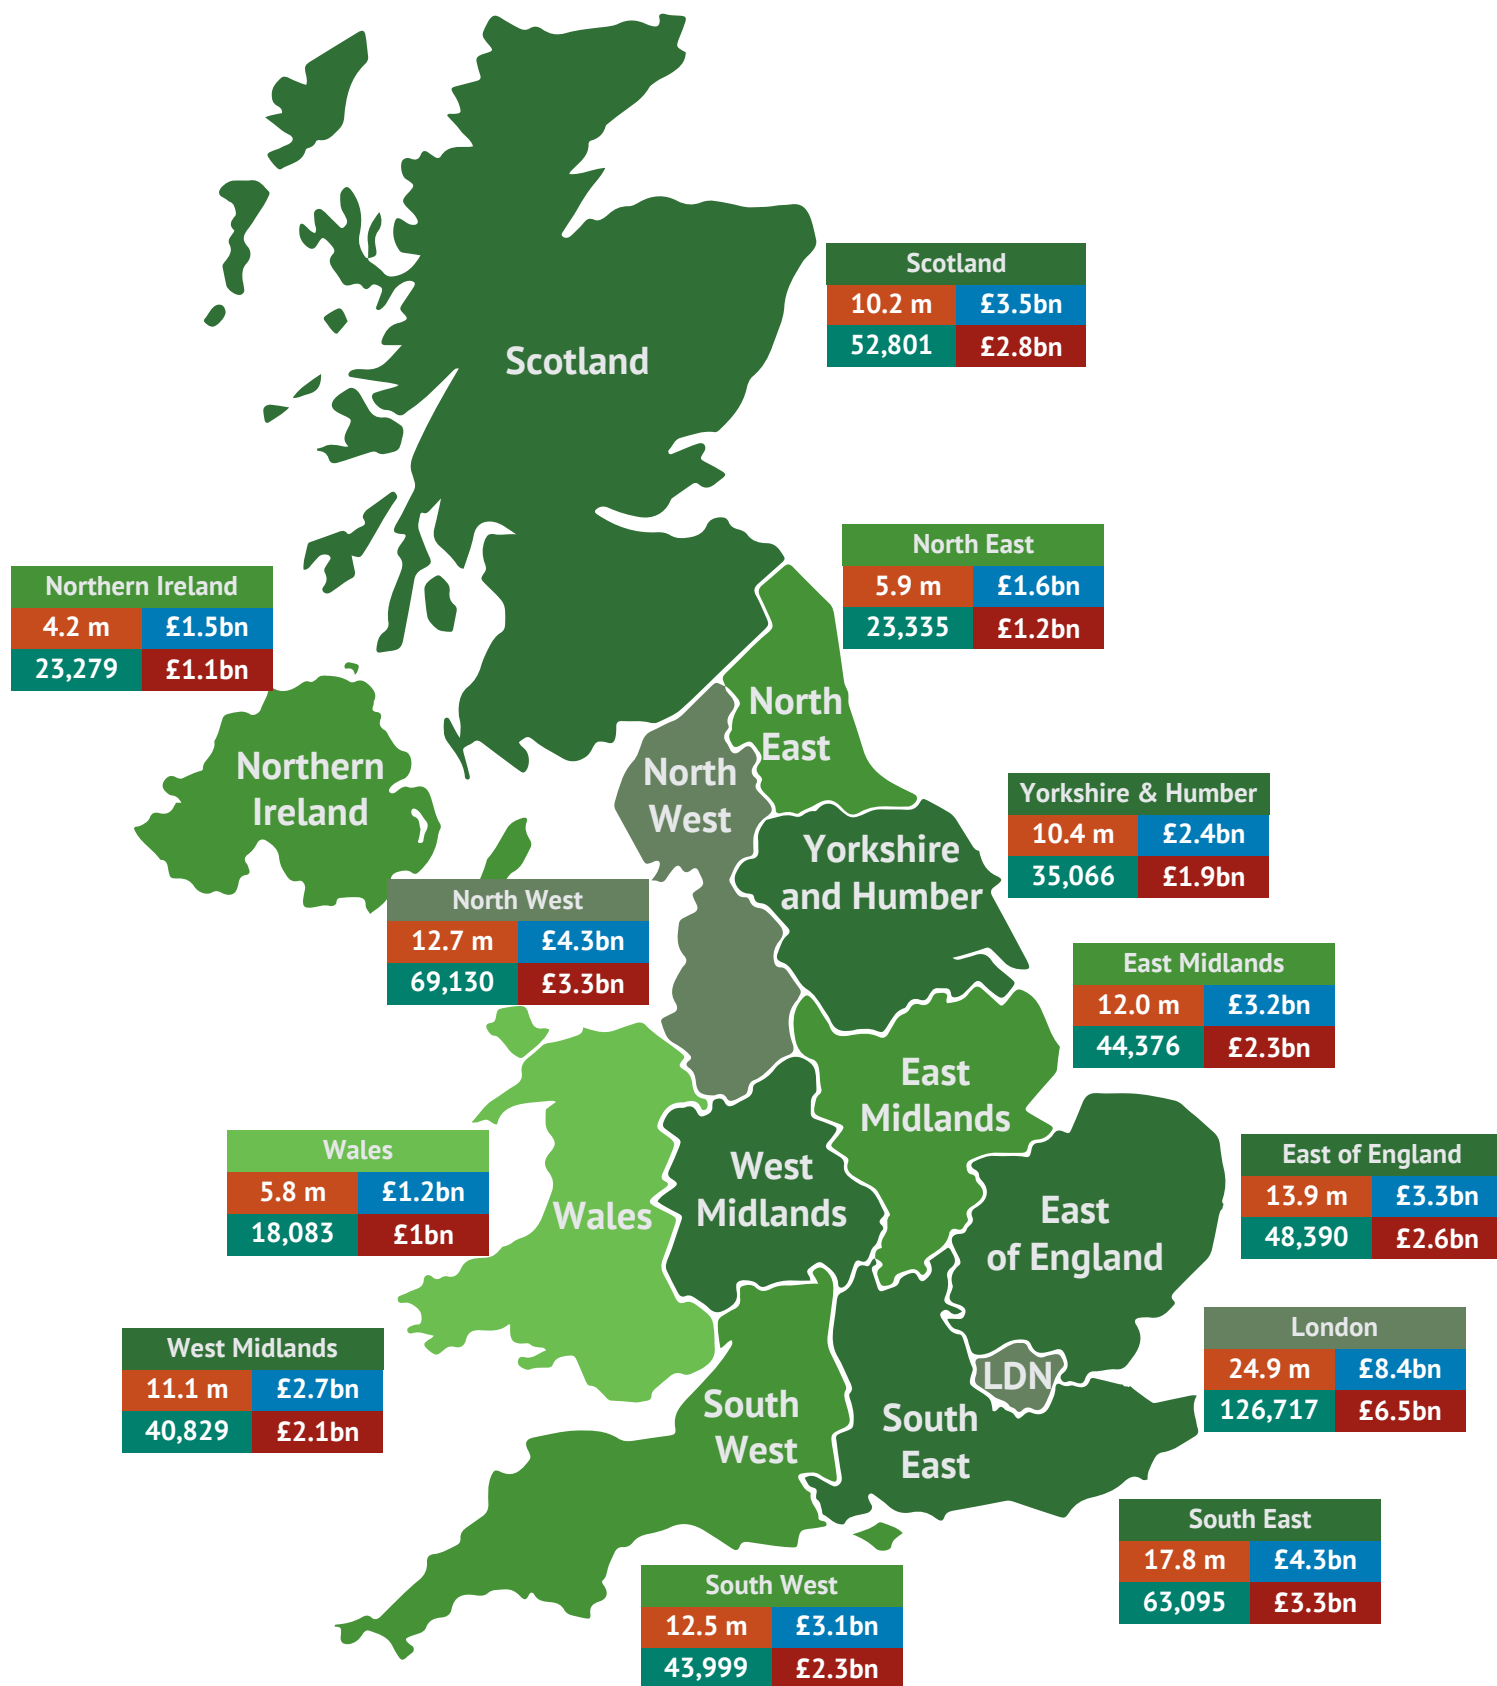 Scotland
10.2 m £3.5bn
52,801 £2.8bn
Scotland
North East
5.9 m £1.6bn
23,335 £1.2bn
Northern Ireland
4.2 m £1.5bn
23,279 £1.1bn
North
East
Northern
Ireland
North
West
Yorkshire & Humber
10.4 m £2.4bn
35,066 £1.9bn
Yorkshire
and Humber
North West
12.7 m £4.3bn
69,130 £3.3bn
East Midlands
12.0 m £3.2bn
44,376 £2.3bn
East
Midlands
Wales
5.8 m £1.2bn
18,083 £1bn
West
Midlands
Wales
East of England
13.9 m £3.3bn
48,390 £2.6bn
East
of England
West Midlands
11.1 m £2.7bn
40,829 £2.1bn
London
24.9 m £8.4bn
126,717 £6.5bn
LDN
South
West
South
East
South East
17.8 m £4.3bn
63,095 £3.3bn
South West
12.5 m £3.1bn
43,999 £2.3bn